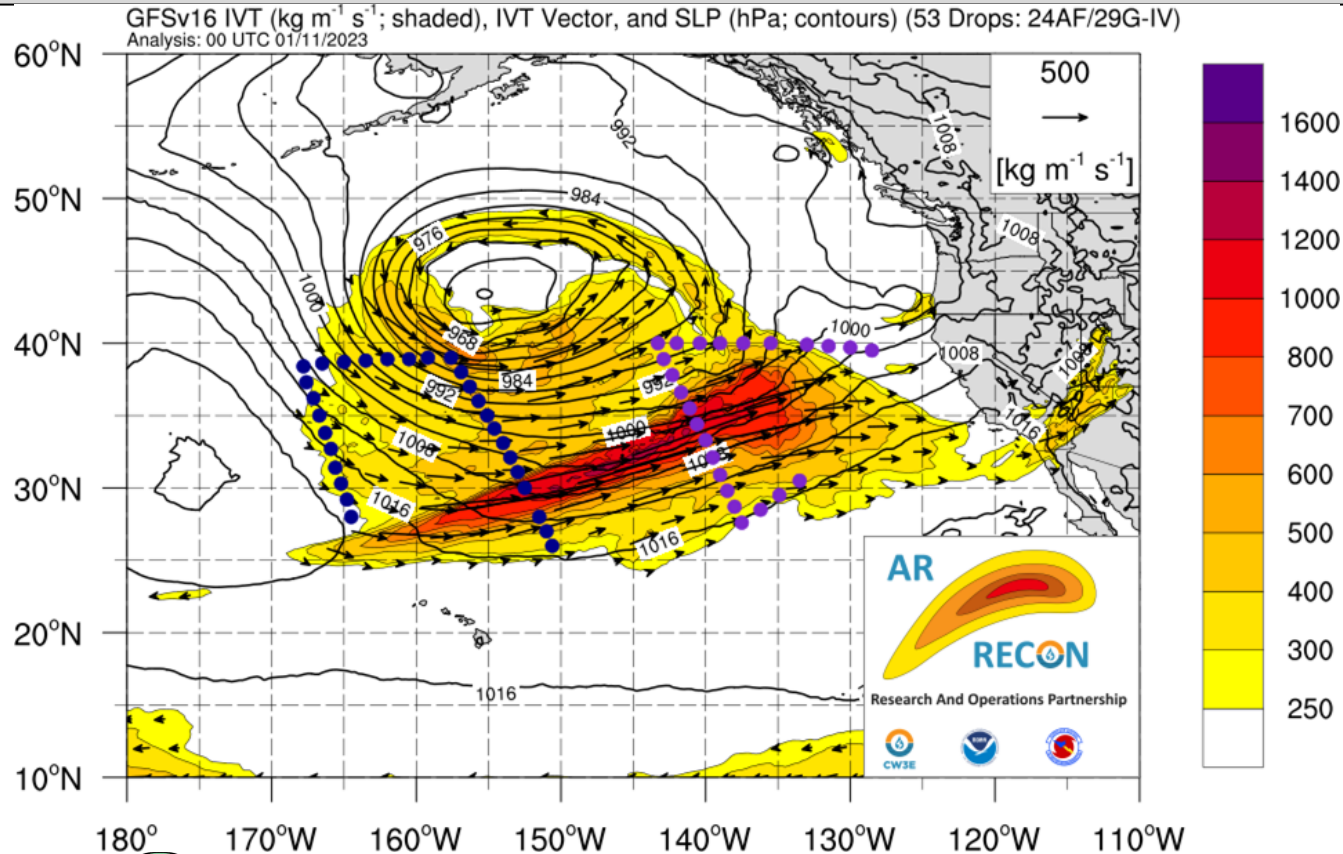 GFSv16 IVT (kg m⁻¹ s⁻¹; shaded), IVT Vector, and SLP (hPa; contours) (53 Drops: 24AF/29G-IV)
Analysis: 00 UTC 01/11/2023
60°N
50°N
40°N
30°N
20°N
10°N
180°
170°W
160°W
150°W
140°W
130°W
120°W
110°W
500
[kg m⁻¹ s⁻¹]
1600
1400
1200
1000
800
700
600
500
400
300
250
992
1008
984
976
1008
1000
968
1000
984
1008
992
992
1000
1008
1016
1016
1016
1016
AR
RECON
Research And Operations Partnership
CW3E